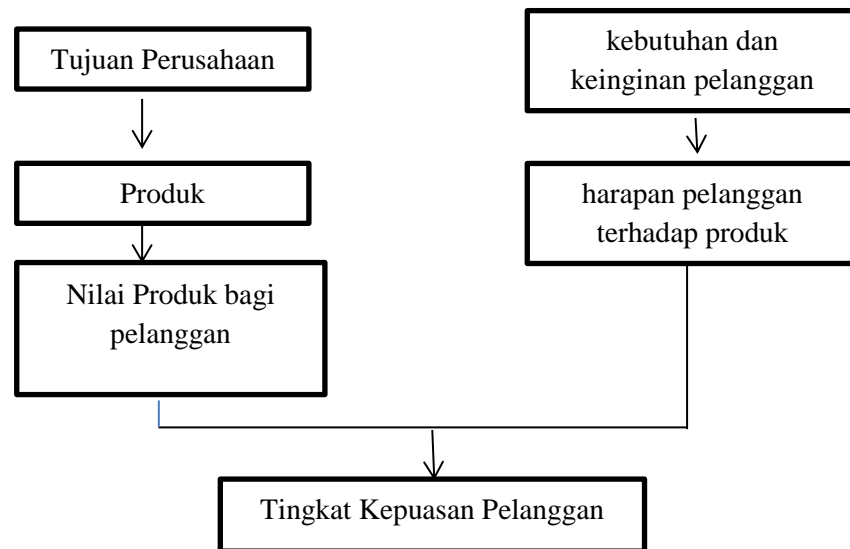 Tujuan Perusahaan
Produk
Nilai Produk bagi
pelanggan
kebutuhan dan
keinginan pelanggan
harapan pelanggan
terhadap produk
Tingkat Kepuasan Pelanggan